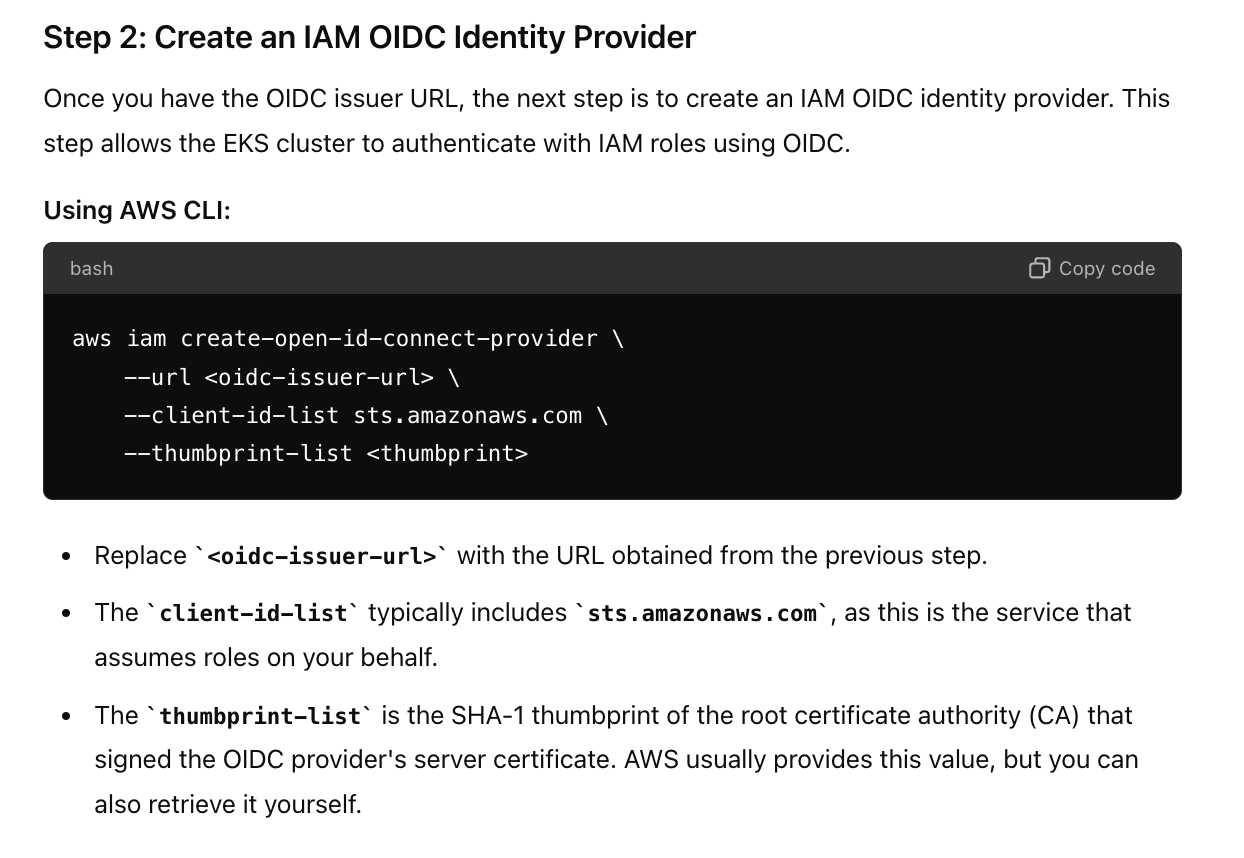 Step 2: Create an IAM OIDC Identity Provider
Once you have the OIDC issuer URL, the next step is to create an IAM OIDC identity provider. This
step allows the EKS cluster to authenticate with IAM roles using OIDC.
Using AWS CLI:
bash
Copy code
aws iam create-open-id-connect-provider \
    --url <oidc-issuer-url> \
    --client-id-list sts.amazonaws.com \
    --thumbprint-list <thumbprint>
• Replace `<oidc-issuer-url>` with the URL obtained from the previous step.
• The `client-id-list` typically includes `sts.amazonaws.com`, as this is the service that
assumes roles on your behalf.
• The `thumbprint-list` is the SHA-1 thumbprint of the root certificate authority (CA) that
signed the OIDC provider's server certificate. AWS usually provides this value, but you can
also retrieve it yourself.